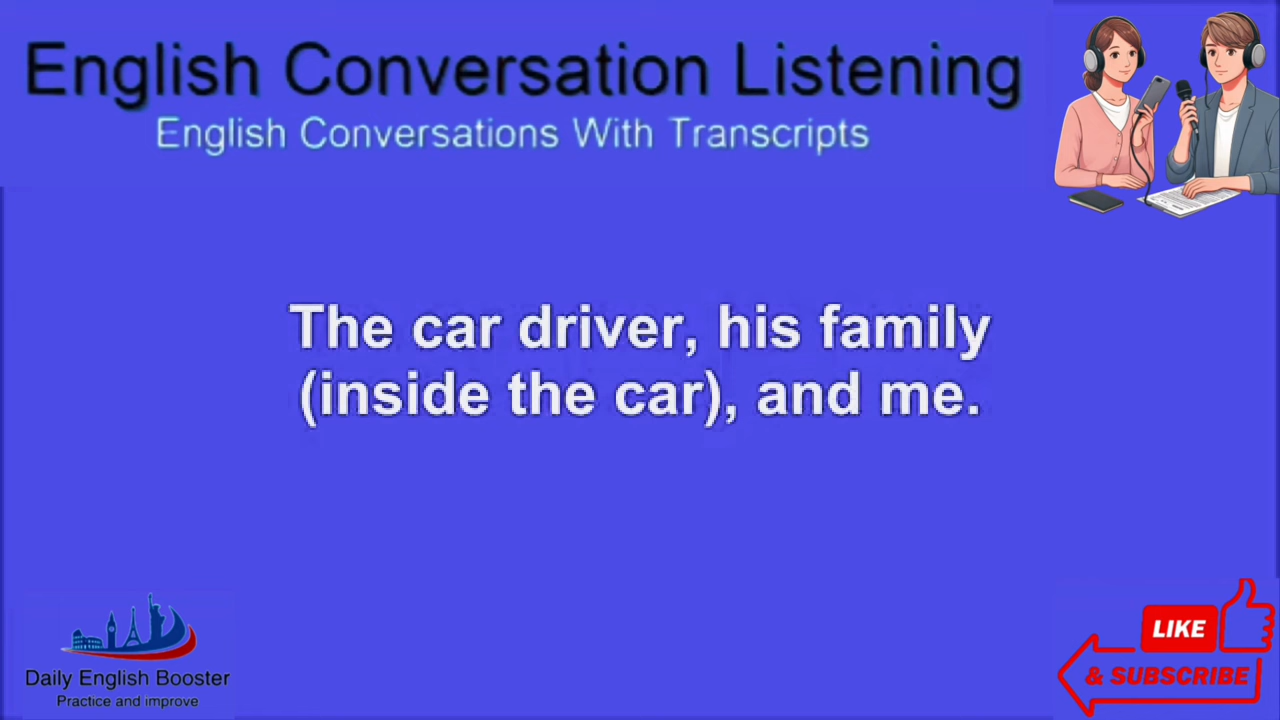 English Conversation Listening
English Conversations With Transcripts
The car driver, his family
(inside the car), and me.
Daily English Booster
Practice and improve
LIKE
& SUBSCRIBE